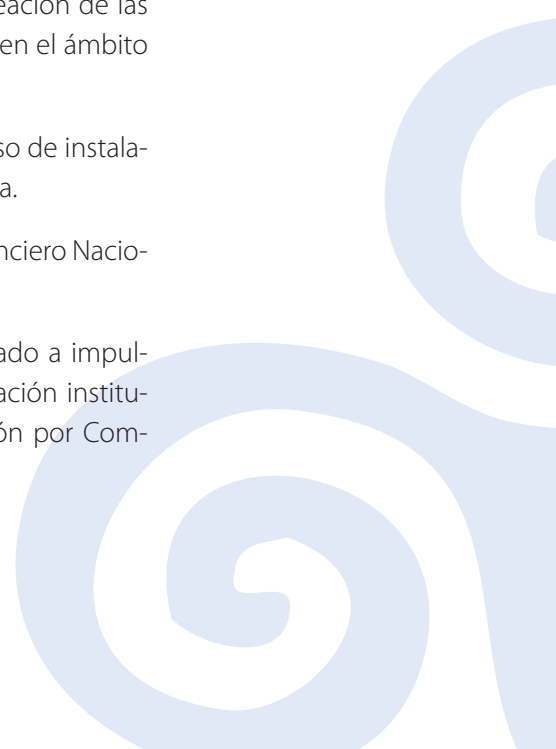 eación de las
en el ámbito
so de instala-
a.
nciero Nacio-
ado a impul-
ación institu-
ón por Com-